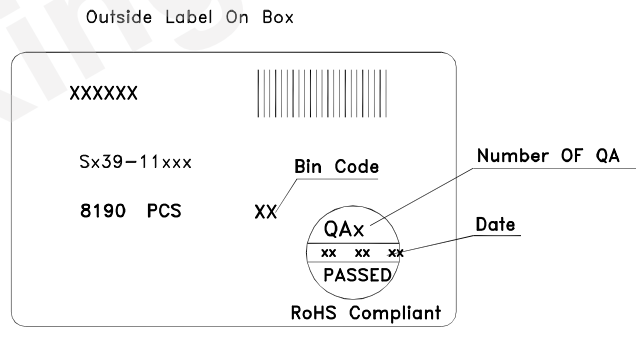 Outside Label On Box
XXXXXX
Sx39-11xxx
Bin Code
Number OF QA
8190 PCS
XX
QAx
Date
xx xx xx
PASSED
RoHS Compliant